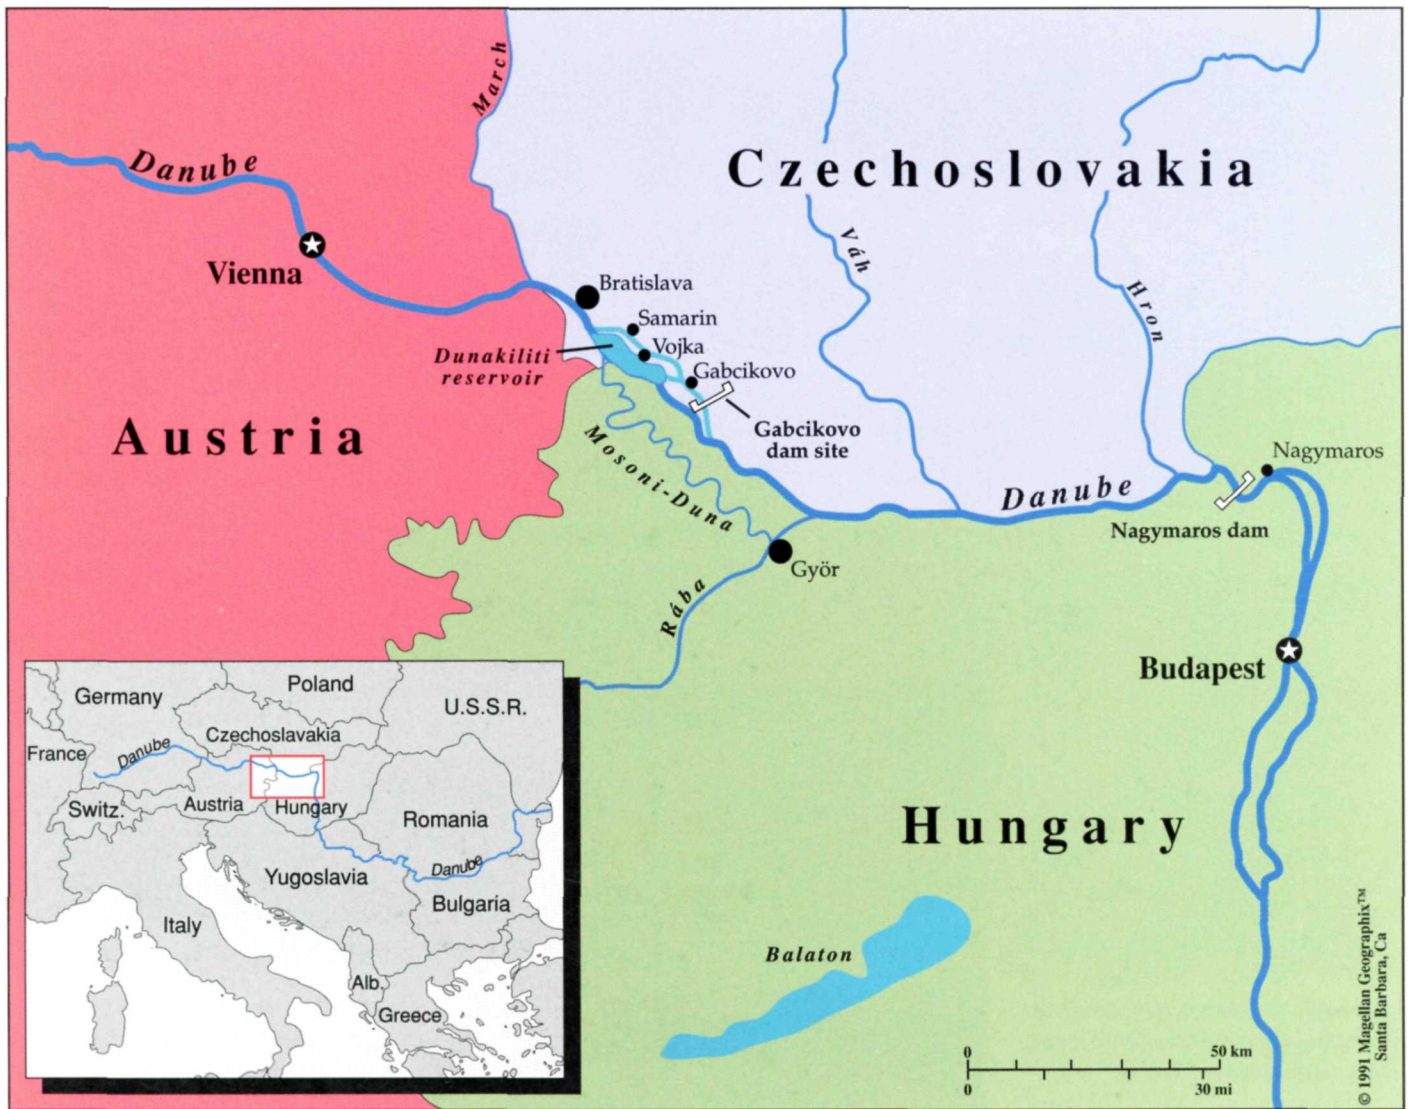 March
Danube
Czechoslovakia
Vienna
Váh
Bratislava
Hron
Samarin
Vojka
Dunakiliti
reservoir
Gabcikovo
Austria
Gabcikovo
dam site
Mosoni-Duna
Nagymaros
Danube
Nagymaros dam
Györ
Rába
Budapest
Hungary
Balaton
0 50 km
0 30 mi
© 1991 Magellan Geographix™
Santa Barbara, Ca
Germany
Poland
U.S.S.R.
Czechoslavakia
France
Danube
Switz.
Austria
Hungary
Romania
Danube
Yugoslavia
Bulgaria
Italy
Alb.
Greece